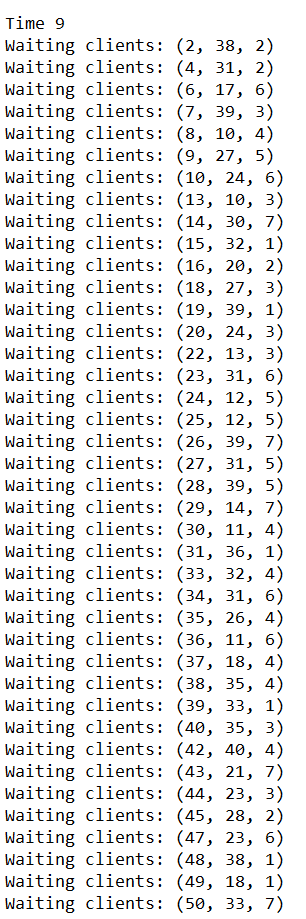 Time 9
Waiting clients: (2, 38, 2)
Waiting clients: (4, 31, 2)
Waiting clients: (6, 17, 6)
Waiting clients: (7, 39, 3)
Waiting clients: (8, 10, 4)
Waiting clients: (9, 27, 5)
Waiting clients: (10, 24, 6)
Waiting clients: (13, 10, 3)
Waiting clients: (14, 30, 7)
Waiting clients: (15, 32, 1)
Waiting clients: (16, 20, 2)
Waiting clients: (18, 27, 3)
Waiting clients: (19, 39, 1)
Waiting clients: (20, 24, 3)
Waiting clients: (22, 13, 3)
Waiting clients: (23, 31, 6)
Waiting clients: (24, 12, 5)
Waiting clients: (25, 12, 5)
Waiting clients: (26, 39, 7)
Waiting clients: (27, 31, 5)
Waiting clients: (28, 39, 5)
Waiting clients: (29, 14, 7)
Waiting clients: (30, 11, 4)
Waiting clients: (31, 36, 1)
Waiting clients: (33, 32, 4)
Waiting clients: (34, 31, 6)
Waiting clients: (35, 26, 4)
Waiting clients: (36, 11, 6)
Waiting clients: (37, 18, 4)
Waiting clients: (38, 35, 4)
Waiting clients: (39, 33, 1)
Waiting clients: (40, 35, 3)
Waiting clients: (42, 40, 4)
Waiting clients: (43, 21, 7)
Waiting clients: (44, 23, 3)
Waiting clients: (45, 28, 2)
Waiting clients: (47, 23, 6)
Waiting clients: (48, 38, 1)
Waiting clients: (49, 18, 1)
Waiting clients: (50, 33, 7)